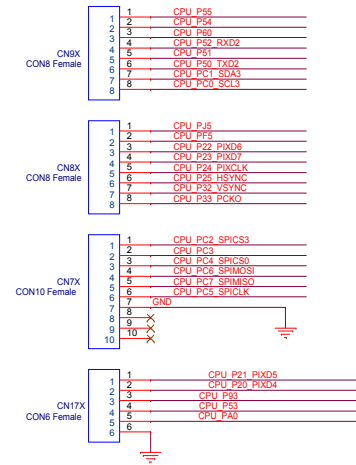 CN9X
CON8 Female
1 1 CPU_P55
2 2 CPU_P54
3 3 CPU_P60
4 4 CPU_P52_RXD2
5 5 CPU_P51
6 6 CPU_P50_TXD2
7 7 CPU_PC1_SDA3
8 8 CPU_PC0_SCL3
CN8X
CON8 Female
1 1 CPU_PJ5
2 2 CPU_PF5
3 3 CPU_P22_PIXD6
4 4 CPU_P23_PIXD7
5 5 CPU_P24_PIXCLK
6 6 CPU_P25_HSYNC
7 7 CPU_P32_VSYNC
8 8 CPU_P33_PCKO
CN7X
CON10 Female
1 1 CPU_PC2_SPICS3
2 2 CPU_PC3
3 3 CPU_PC4_SPICS0
4 4 CPU_PC6_SPIMOSI
5 5 CPU_PC7_SPIMISO
6 6 CPU_PC5_SPICLK
7 7 GND
8 8
9 9
10 10
CN17X
CON6 Female
1 1 CPU_P21_PIXD5
2 2 CPU_P20_PIXD4
3 3 CPU_P93
4 4 CPU_P53
5 5 CPU_PA0
6 6